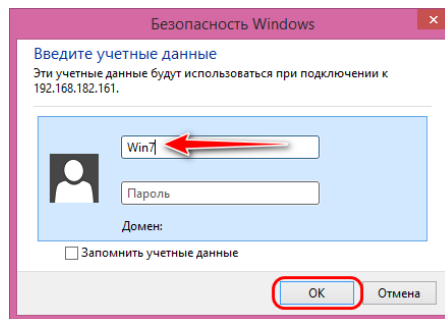 Безопасность Windows
Введите учетные данные
Эти учетные данные будут использоваться при подключении к
192.168.182.161.
Win7
Пароль
Домен:
Запомнить учетные данные
ОК
Отмена